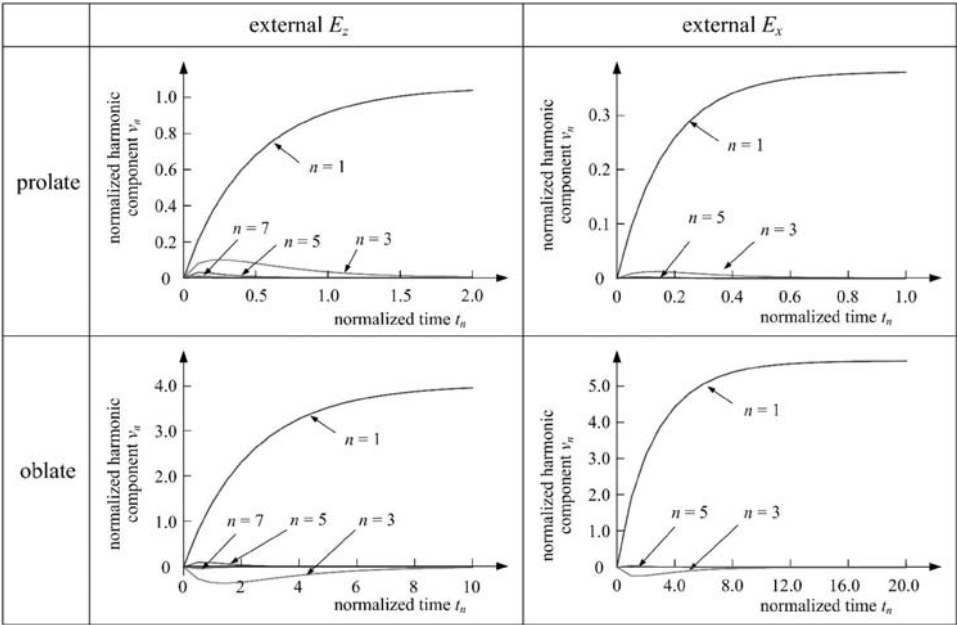 external E_z
external E_x
prolate
normalized harmonic
component v_n
1.0
0.8
0.6
0.4
0.2
0
n = 1
n = 7
n = 5
n = 3
0
0.5
1.0
1.5
2.0
normalized time t_n
normalized harmonic
component v_n
0.3
0.2
0.1
0
n = 1
n = 5
n = 3
0
0.2
0.4
0.6
0.8
1.0
normalized time t_n
oblate
normalized harmonic
component v_n
4.0
3.0
2.0
1.0
0
n = 1
n = 7
n = 5
n = 3
0
2
4
6
8
10
normalized time t_n
normalized harmonic
component v_n
5.0
4.0
3.0
2.0
1.0
0
n = 1
n = 5
n = 3
0
4.0
8.0
12.0
16.0
20.0
normalized time t_n